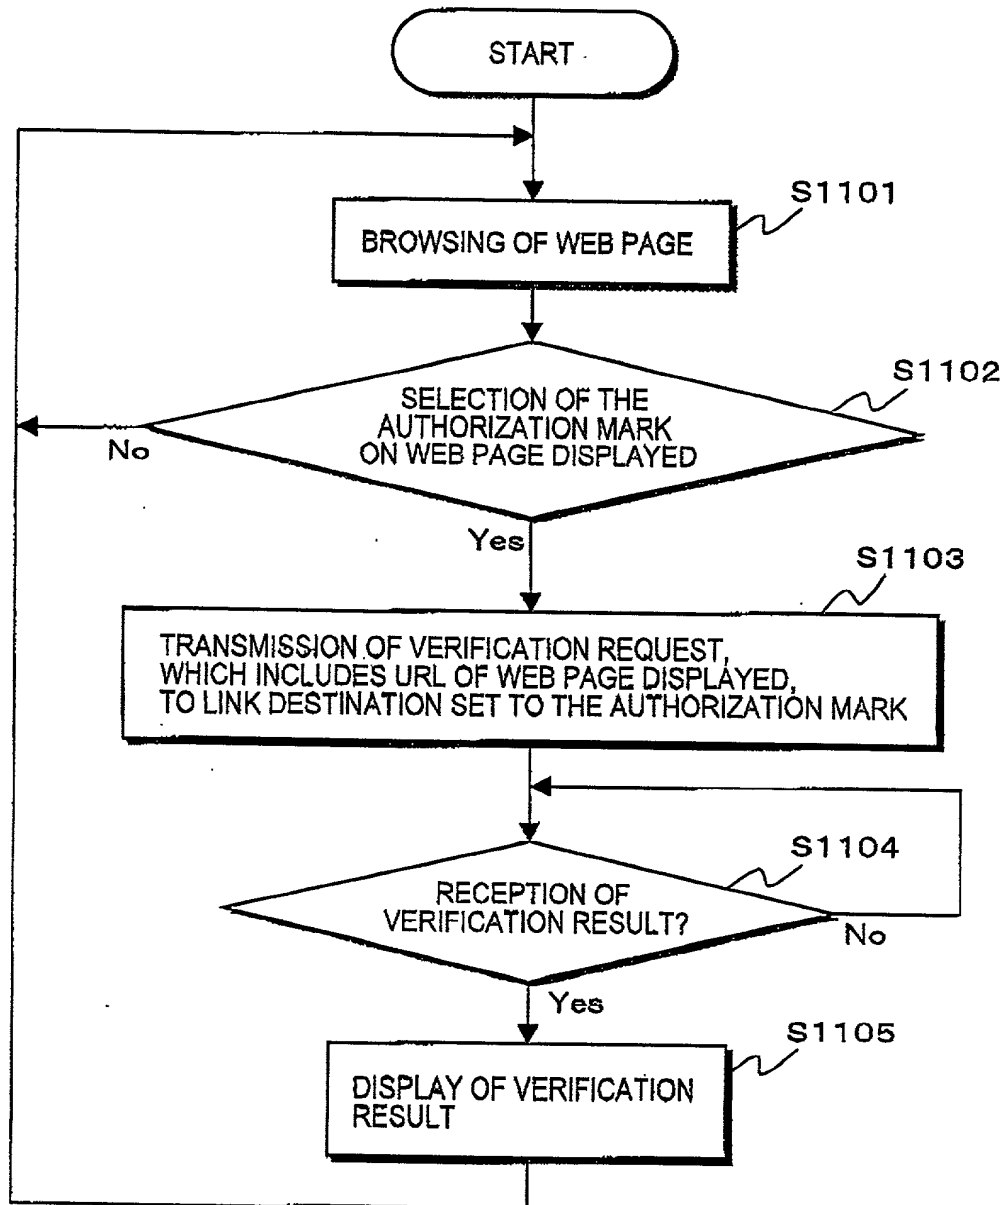 START
S1101
BROWSING OF WEB PAGE
S1102
SELECTION OF THE
AUTHORIZATION MARK
ON WEB PAGE DISPLAYED
No
Yes
S1103
TRANSMISSION OF VERIFICATION REQUEST,
WHICH INCLUDES URL OF WEB PAGE DISPLAYED,
TO LINK DESTINATION SET TO THE AUTHORIZATION MARK
S1104
RECEPTION OF
VERIFICATION RESULT?
No
Yes
S1105
DISPLAY OF VERIFICATION
RESULT